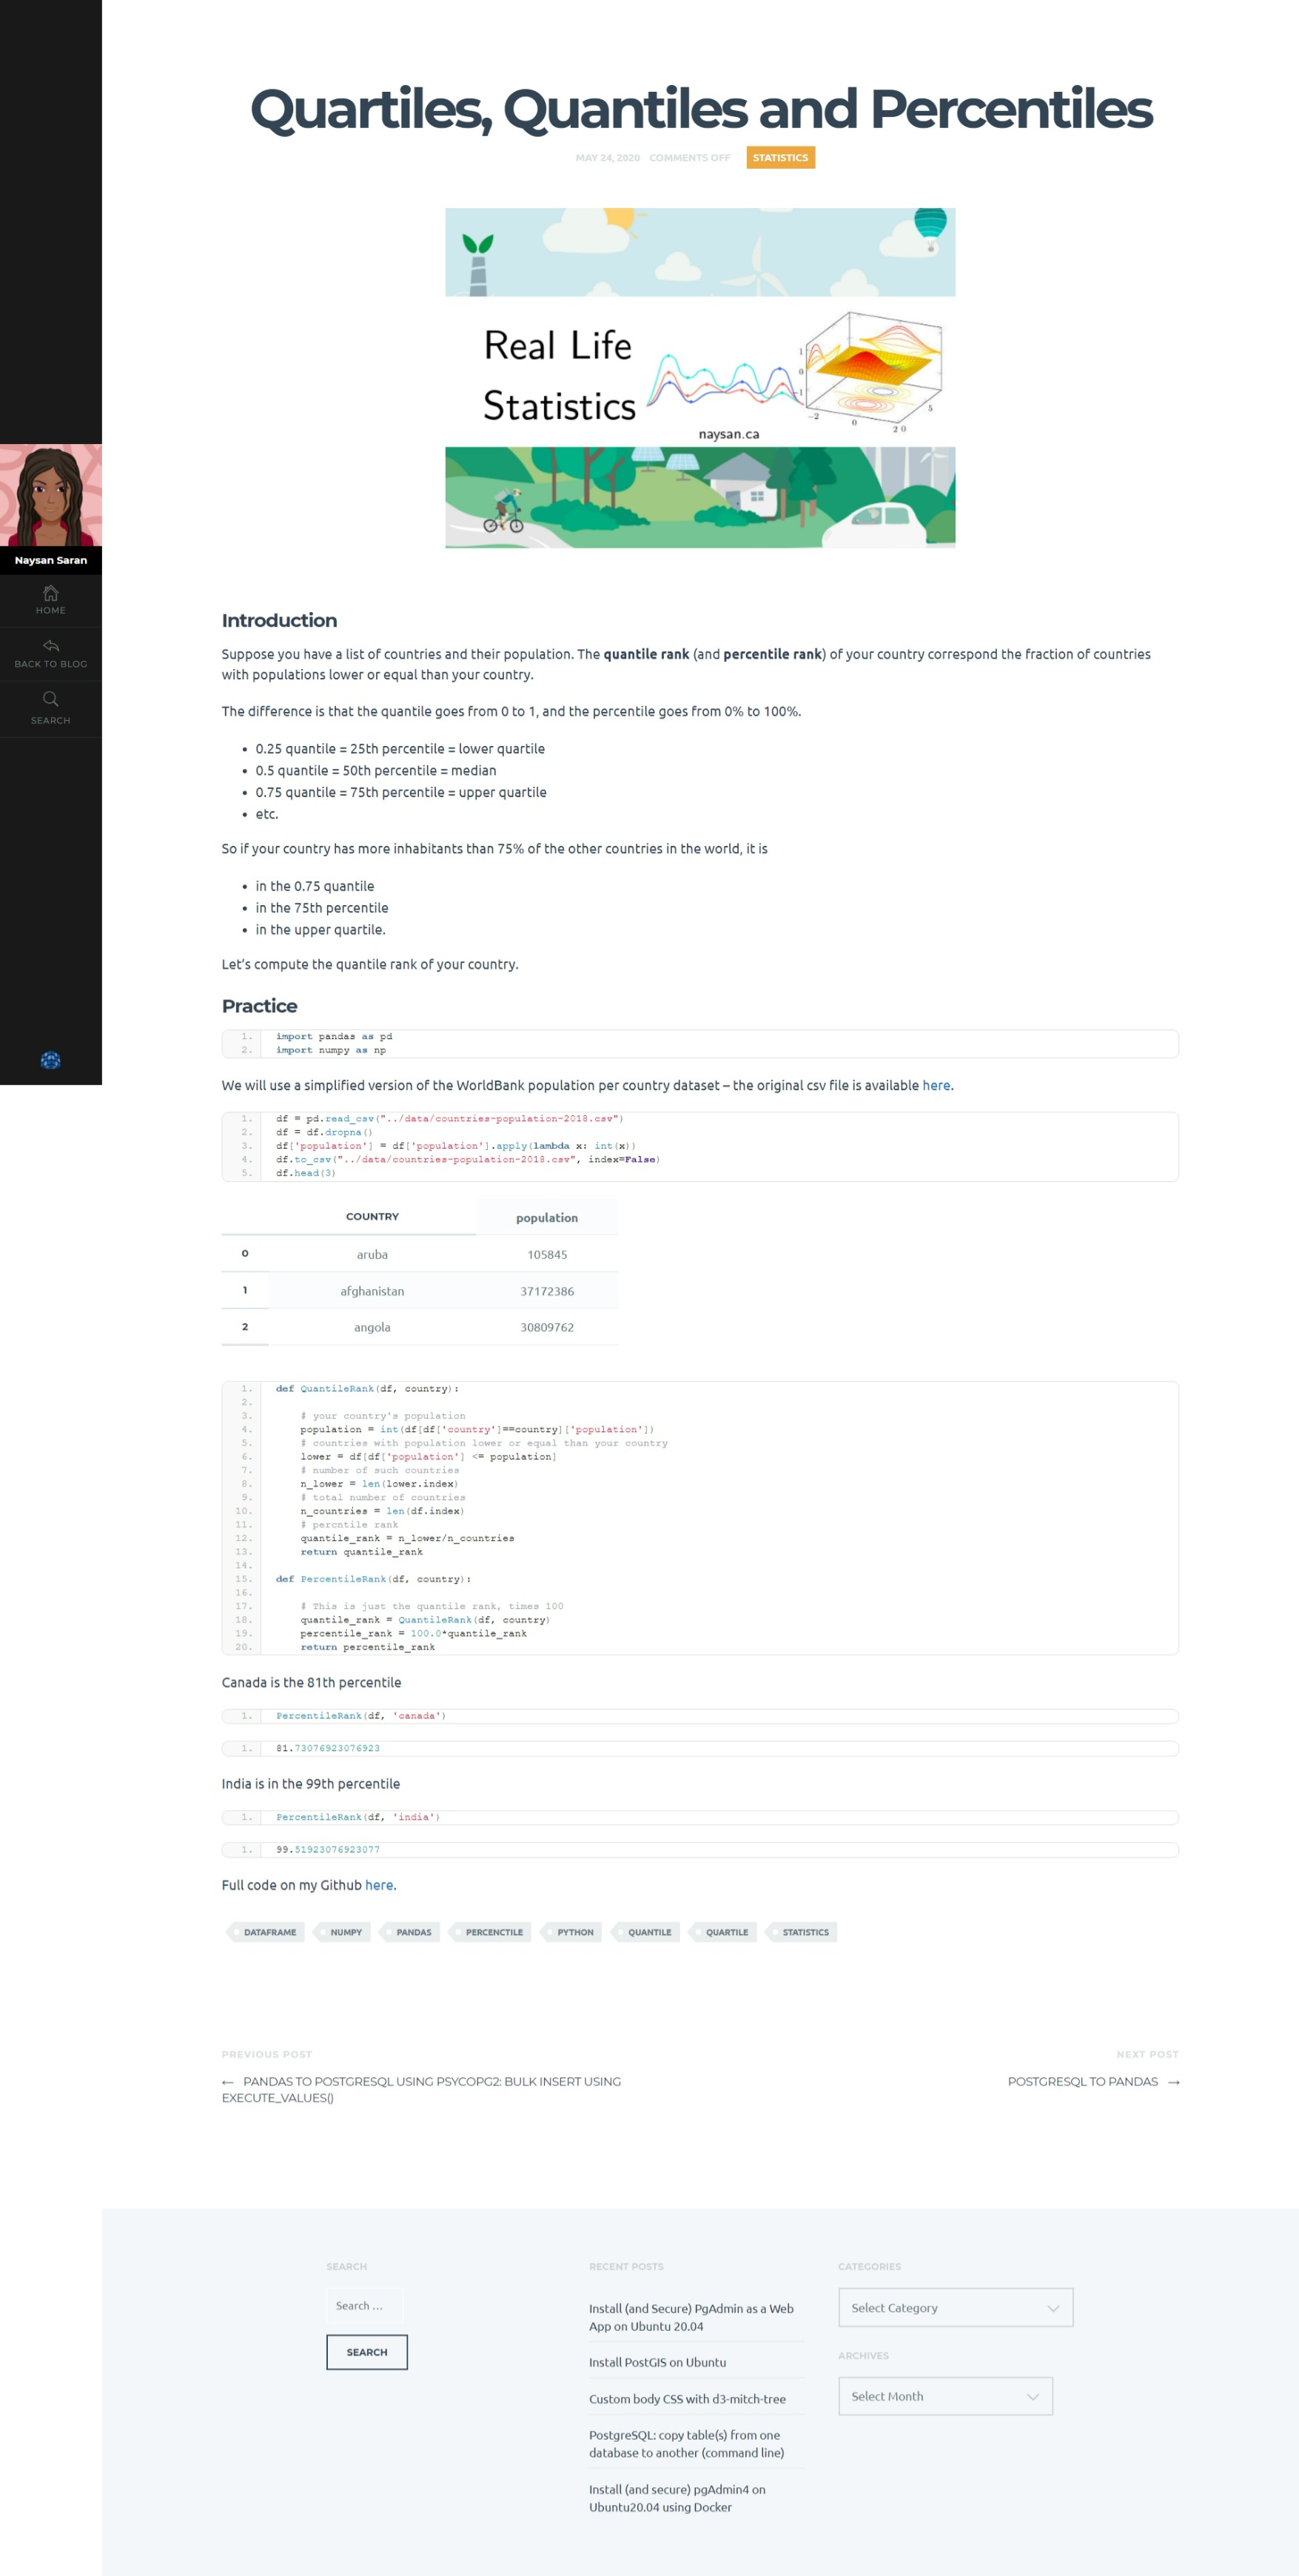 Quartiles, Quantiles and Percentiles
MAY 24, 2020 COMMENTS OFF STATISTICS
Real Life
Statistics
1
0
-1
-2
0
2 0
5
naysan.ca
Naysan Saran
HOME
BACK TO BLOG
SEARCH
Introduction
Suppose you have a list of countries and their population. The quantile rank (and percentile rank) of your country correspond the fraction of countries
with populations lower or equal than your country.
The difference is that the quantile goes from 0 to 1, and the percentile goes from 0% to 100%.
• 0.25 quantile = 25th percentile = lower quartile
• 0.5 quantile = 50th percentile = median
• 0.75 quantile = 75th percentile = upper quartile
• etc.
So if your country has more inhabitants than 75% of the other countries in the world, it is
• in the 0.75 quantile
• in the 75th percentile
• in the upper quartile.
Let's compute the quantile rank of your country.
Practice
1. import pandas as pd
2. import numpy as np
We will use a simplified version of the WorldBank population per country dataset – the original csv file is available here.
1. df = pd.read_csv("../data/countries-population-2018.csv")
2. df = df.dropna()
3. df['population'] = df['population'].apply(lambda x: int(x))
4. df.to_csv("../data/countries-population-2018.csv", index=False)
5. df.head(3)
COUNTRY population
0 aruba 105845
1 afghanistan 37172386
2 angola 30809762
1. def QuantileRank(df, country):
2.
3. # your country's population
4. population = int(df[df['country']==country]['population'])
5. # countries with population lower or equal than your country
6. lower = df[df['population'] <= population]
7. # number of such countries
8. n_lower = len(lower.index)
9. # total number of countries
10. n_countries = len(df.index)
11. # percntile rank
12. quantile_rank = n_lower/n_countries
13. return quantile_rank
14.
15. def PercentileRank(df, country):
16.
17. # This is just the quantile rank, times 100
18. quantile_rank = QuantileRank(df, country)
19. percentile_rank = 100.0*quantile_rank
20. return percentile_rank
Canada is the 81th percentile
1. PercentileRank(df, 'canada')
1. 81.73076923076923
India is in the 99th percentile
1. PercentileRank(df, 'india')
1. 99.51923076923077
Full code on my Github here.
DATAFRAME NUMPY PANDAS PERCENCTILE PYTHON QUANTILE QUARTILE STATISTICS
PREVIOUS POST
← PANDAS TO POSTGRESQL USING PSYCOPG2: BULK INSERT USING
EXECUTE_VALUES()
NEXT POST
POSTGRESQL TO PANDAS →
SEARCH
Search ...
SEARCH
RECENT POSTS
Install (and Secure) PgAdmin as a Web
App on Ubuntu 20.04
Install PostGIS on Ubuntu
Custom body CSS with d3-mitch-tree
PostgreSQL: copy table(s) from one
database to another (command line)
Install (and secure) pgAdmin4 on
Ubuntu20.04 using Docker
CATEGORIES
Select Category
ARCHIVES
Select Month